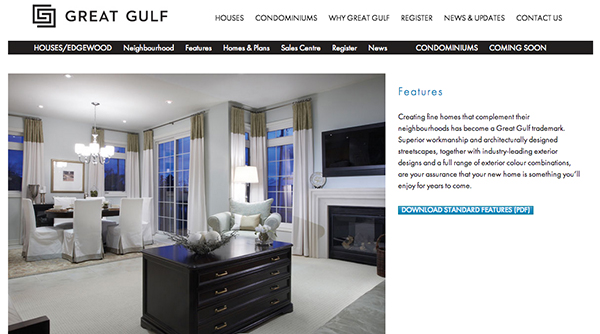 GREAT GULF
HOUSES CONDOMINIUMS WHY GREAT GULF REGISTER NEWS & UPDATES CONTACT US
HOUSES/EDGEWOOD Neighbourhood Features Homes & Plans Sales Centre Register News CONDOMINIUMS COMING SOON
Features
Creating fine homes that complement their
neighbourhoods has become a Great Gulf trademark.
Superior workmanship and architecturally designed
streetscapes, together with industry-leading exterior
designs and a full range of exterior colour combinations,
are your assurance that your new home is something you'll
enjoy for years to come.
DOWNLOAD STANDARD FEATURES (PDF)